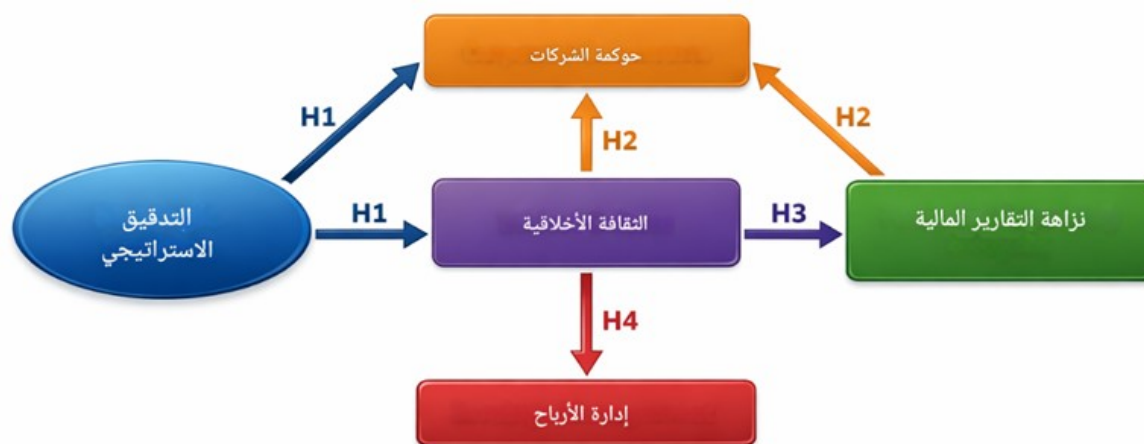 حوكمة الشركات
H1
H2
H2
التدقيق
الاستراتيجي
H1
الثقافة الأخلاقية
H3
نزاهة التقارير المالية
H4
إدارة الأرباح